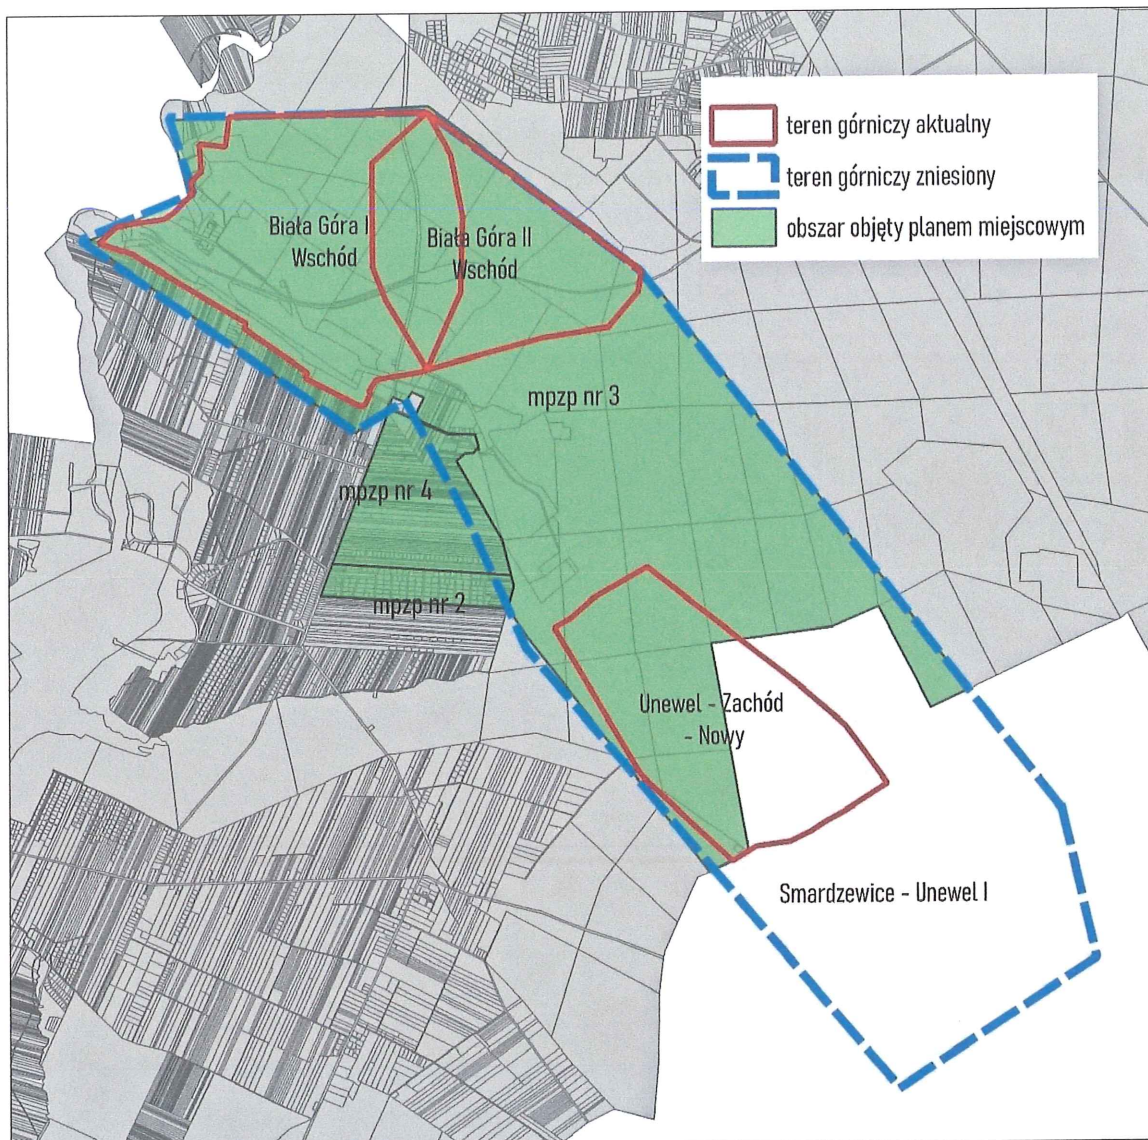 teren górniczy aktualny
teren górniczy zniesiony
obszar objęty planem miejscowym
Biała Góra I
Wschód
Biała Góra II
Wschód
mpzp nr 3
mpzp nr 4
mpzp nr 2
Unewel - Zachód
- Nowy
Smardzewice - Unewel I